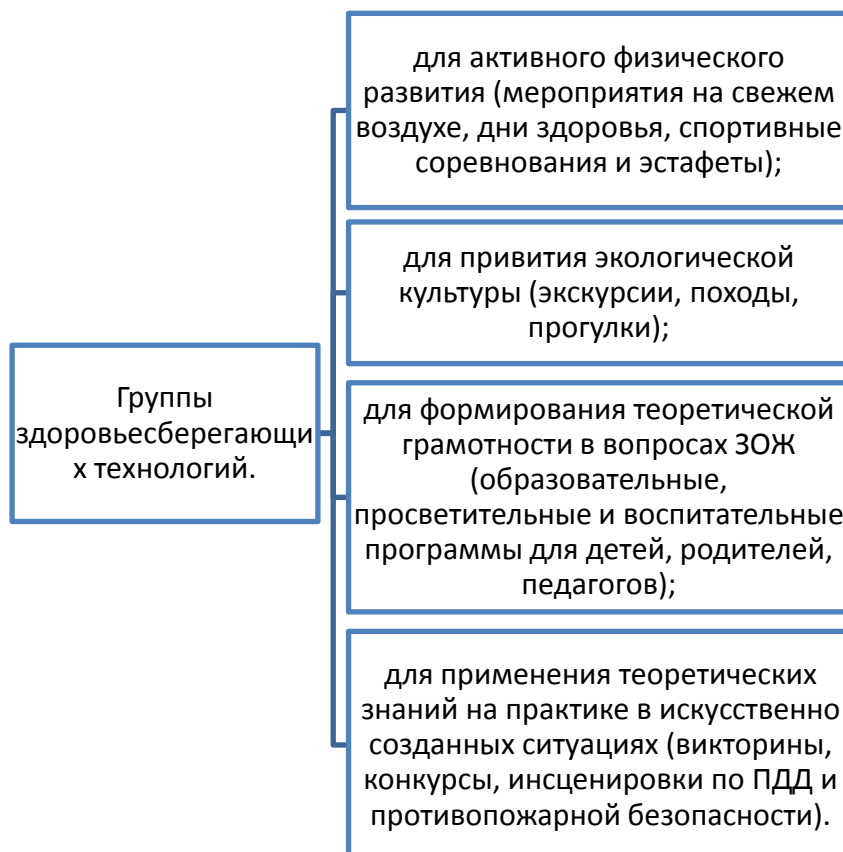 для активного физического
развития (мероприятия на свежем
воздухе, дни здоровья, спортивные
соревнования и эстафеты);
для привития экологической
культуры (экскурсии, походы,
прогулки);
Группы
здоровьесберегающи
х технологий.
для формирования теоретической
грамотности в вопросах ЗОЖ
(образовательные,
просветительные и воспитательные
программы для детей, родителей,
педагогов);
для применения теоретических
знаний на практике в искусственно
созданных ситуациях (викторины,
конкурсы, инсценировки по ПДД и
противопожарной безопасности).